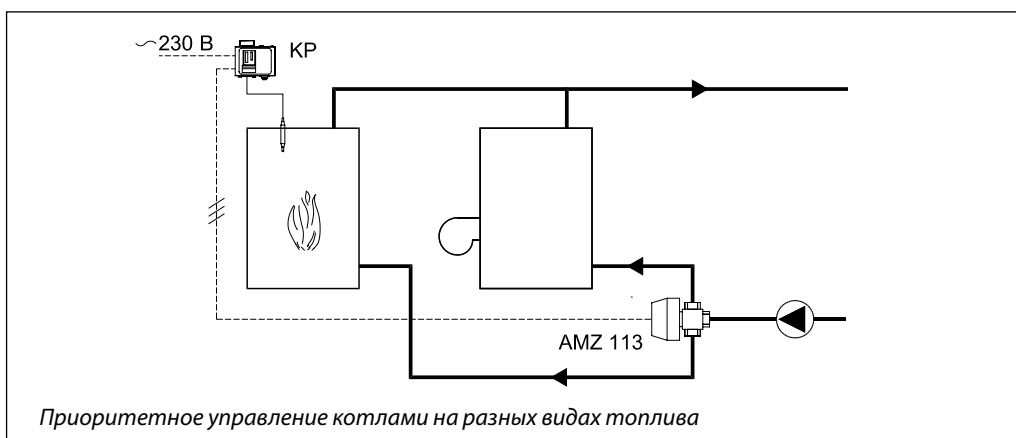 ~230 В
KP
AMZ 113
Приоритетное управление котлами на разных видах топлива